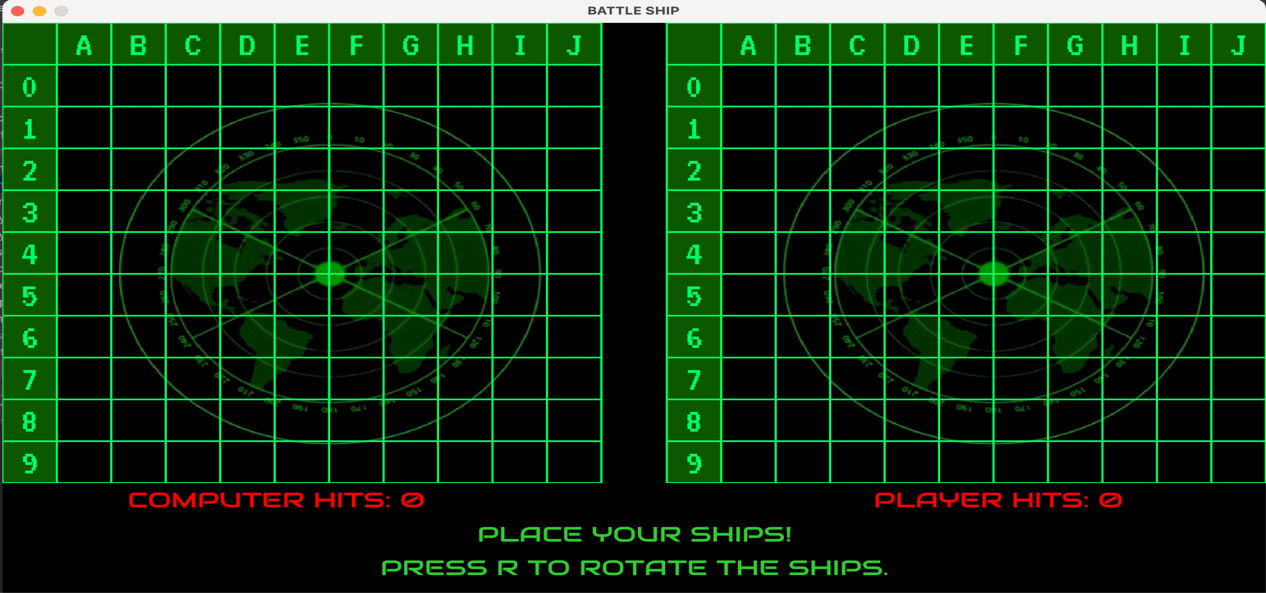 BATTLE SHIP
A B C D E F G H I J
A B C D E F G H I J
0 0
1 1
2 2
3 3
4 4
5 5
6 6
7 7
8 8
9 9
COMPUTER HITS: 0
PLAYER HITS: 0
PLACE YOUR SHIPS!
PRESS R TO ROTATE THE SHIPS.